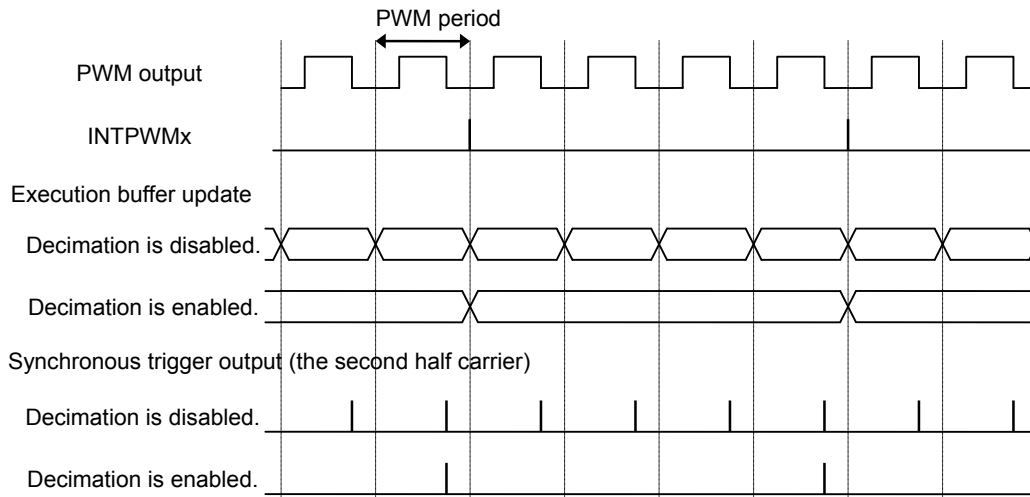 PWM period
PWM output
INTPWMx
Execution buffer update
Decimation is disabled.
Decimation is enabled.
Synchronous trigger output (the second half carrier)
Decimation is disabled.
Decimation is enabled.